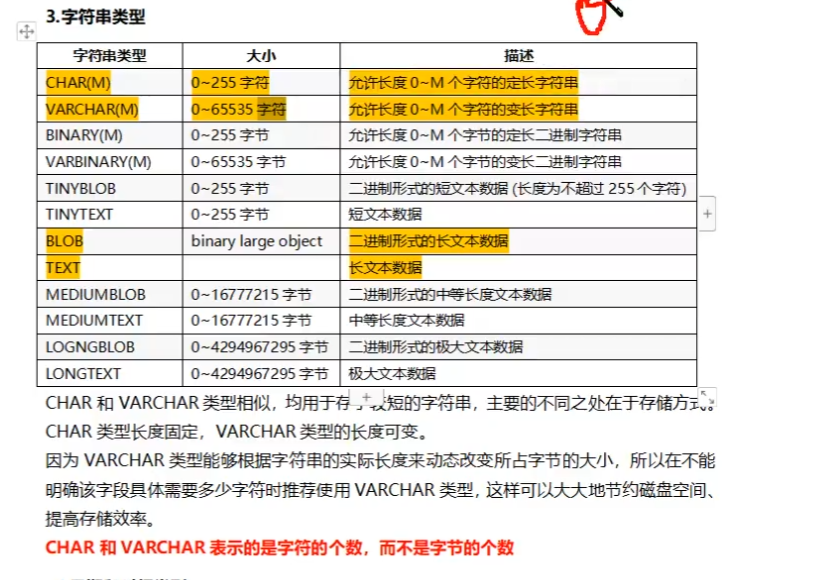 3.字符串类型
字符串类型 大小 描述
CHAR(M) 0~255 字符 允许长度 0~M 个字符的定长字符串
VARCHAR(M) 0~65535 字符 允许长度 0~M 个字符的变长字符串
BINARY(M) 0~255 字节 允许长度 0~M 个字节的定长二进制字符串
VARBINARY(M) 0~65535 字节 允许长度 0~M 个字节的变长二进制字符串
TINYBLOB 0~255 字节 二进制形式的短文本数据 (长度为不超过 255 个字符)
TINYTEXT 0~255 字节 短文本数据
BLOB binary large object 二进制形式的长文本数据
TEXT 长文本数据
MEDIUMBLOB 0~16777215 字节 二进制形式的中等长度文本数据
MEDIUMTEXT 0~16777215 字节 中等长度文本数据
LOGNGBLOB 0~4294967295 字节 二进制形式的极大文本数据
LONGTEXT 0~4294967295 字节 极大文本数据
CHAR 和 VARCHAR 类型相似，均用于存 较短的字符串，主要的不同之处在于存储方式。
CHAR 类型长度固定，VARCHAR 类型的长度可变。
因为 VARCHAR 类型能够根据字符串的实际长度来动态改变所占字节的大小，所以在不能
明确该字段具体需要多少字符时推荐使用 VARCHAR 类型，这样可以大大地节约磁盘空间、
提高存储效率。
CHAR 和 VARCHAR 表示的是字符的个数，而不是字节的个数